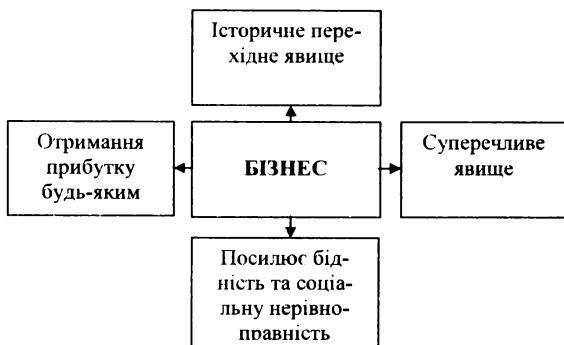 Історичне пере-
хідне явище
Отримання
прибутку
будь-яким
БІЗНЕС
Суперечливе
явище
Посилює бід-
ність та соціа-
льну нерівно-
правність